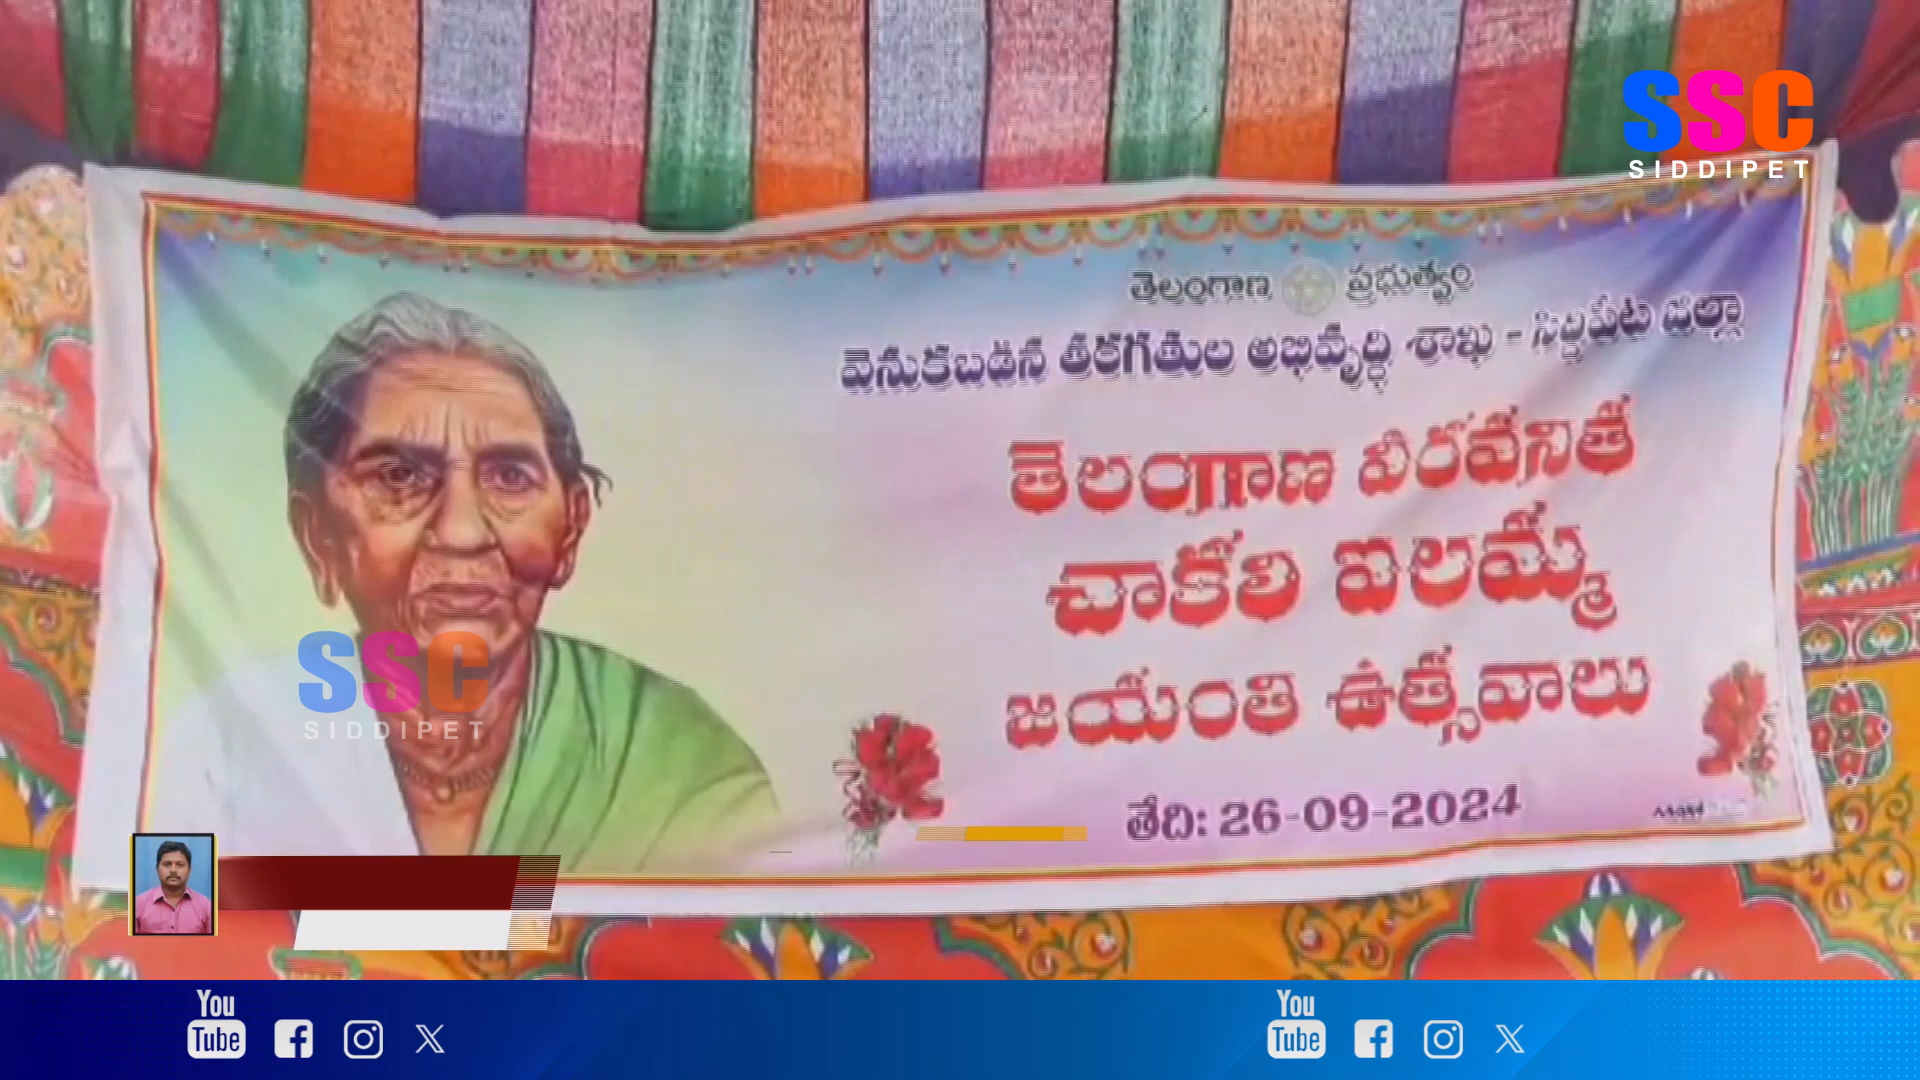 SSC
SIDDIPET
తెలంగాణ ప్రభుత్వం
వెనుకబడిన తరగతుల అభివృద్ధి శాఖ - సిద్దిపేట జిల్లా
తెలంగాణ వీరవనిత
చాకలి ఐలమ్మ
జయంతి ఉత్సవాలు
తేది: 26-09-2024
SSC
SIDDIPET
You
Tube
You
Tube